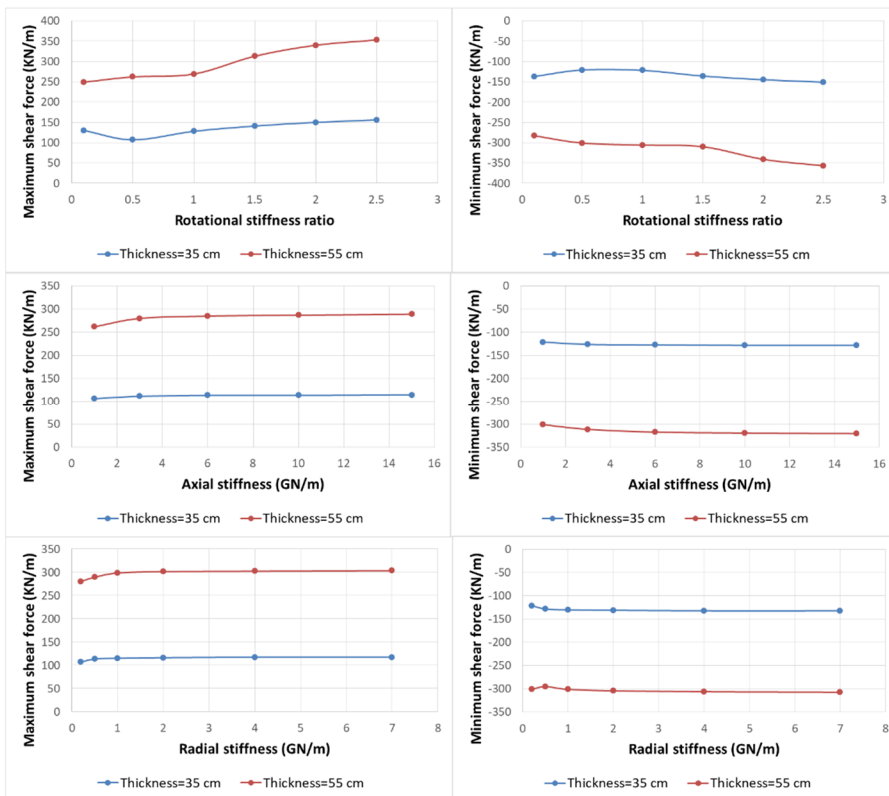 Maximum shear force (KN/m)
400
350
300
250
200
150
100
50
0
0 0.5 1 1.5 2 2.5 3
Rotational stiffness ratio
Thickness=35 cm Thickness=55 cm
Minimum shear force (KN/m)
0
-50
-100
-150
-200
-250
-300
-350
-400
0 0.5 1 1.5 2 2.5 3
Rotational stiffness ratio
Thickness=35 cm Thickness=55 cm
Maximum shear force (KN/m)
350
300
250
200
150
100
50
0
0 2 4 6 8 10 12 14 16
Axial stiffness (GN/m)
Thickness=35 cm Thickness=55 cm
Minimum shear force (KN/m)
0
-50
-100
-150
-200
-250
-300
-350
0 2 4 6 8 10 12 14 16
Axial stiffness (GN/m)
Thickness=35 cm Thickness=55 cm
Maximum shear force (KN/m)
350
300
250
200
150
100
50
0
0 1 2 3 4 5 6 7 8
Radial stiffness (GN/m)
Thickness=35 cm Thickness=55 cm
Minimum shear force (KN/m)
0
-50
-100
-150
-200
-250
-300
-350
0 1 2 3 4 5 6 7 8
Radial stiffness (GN/m)
Thickness=35 cm Thickness=55 cm